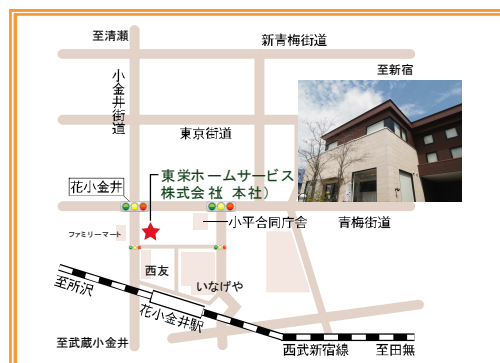 至清瀬
新青梅街道
至新宿
小金井街道
東京街道
東栄ホームサービス
株式会社(本社)
花小金井
小平合同庁舎
青梅街道
ファミリーマート
西友
いなげや
至所沢
花小金井駅
至武蔵小金井
西武新宿線
至田無